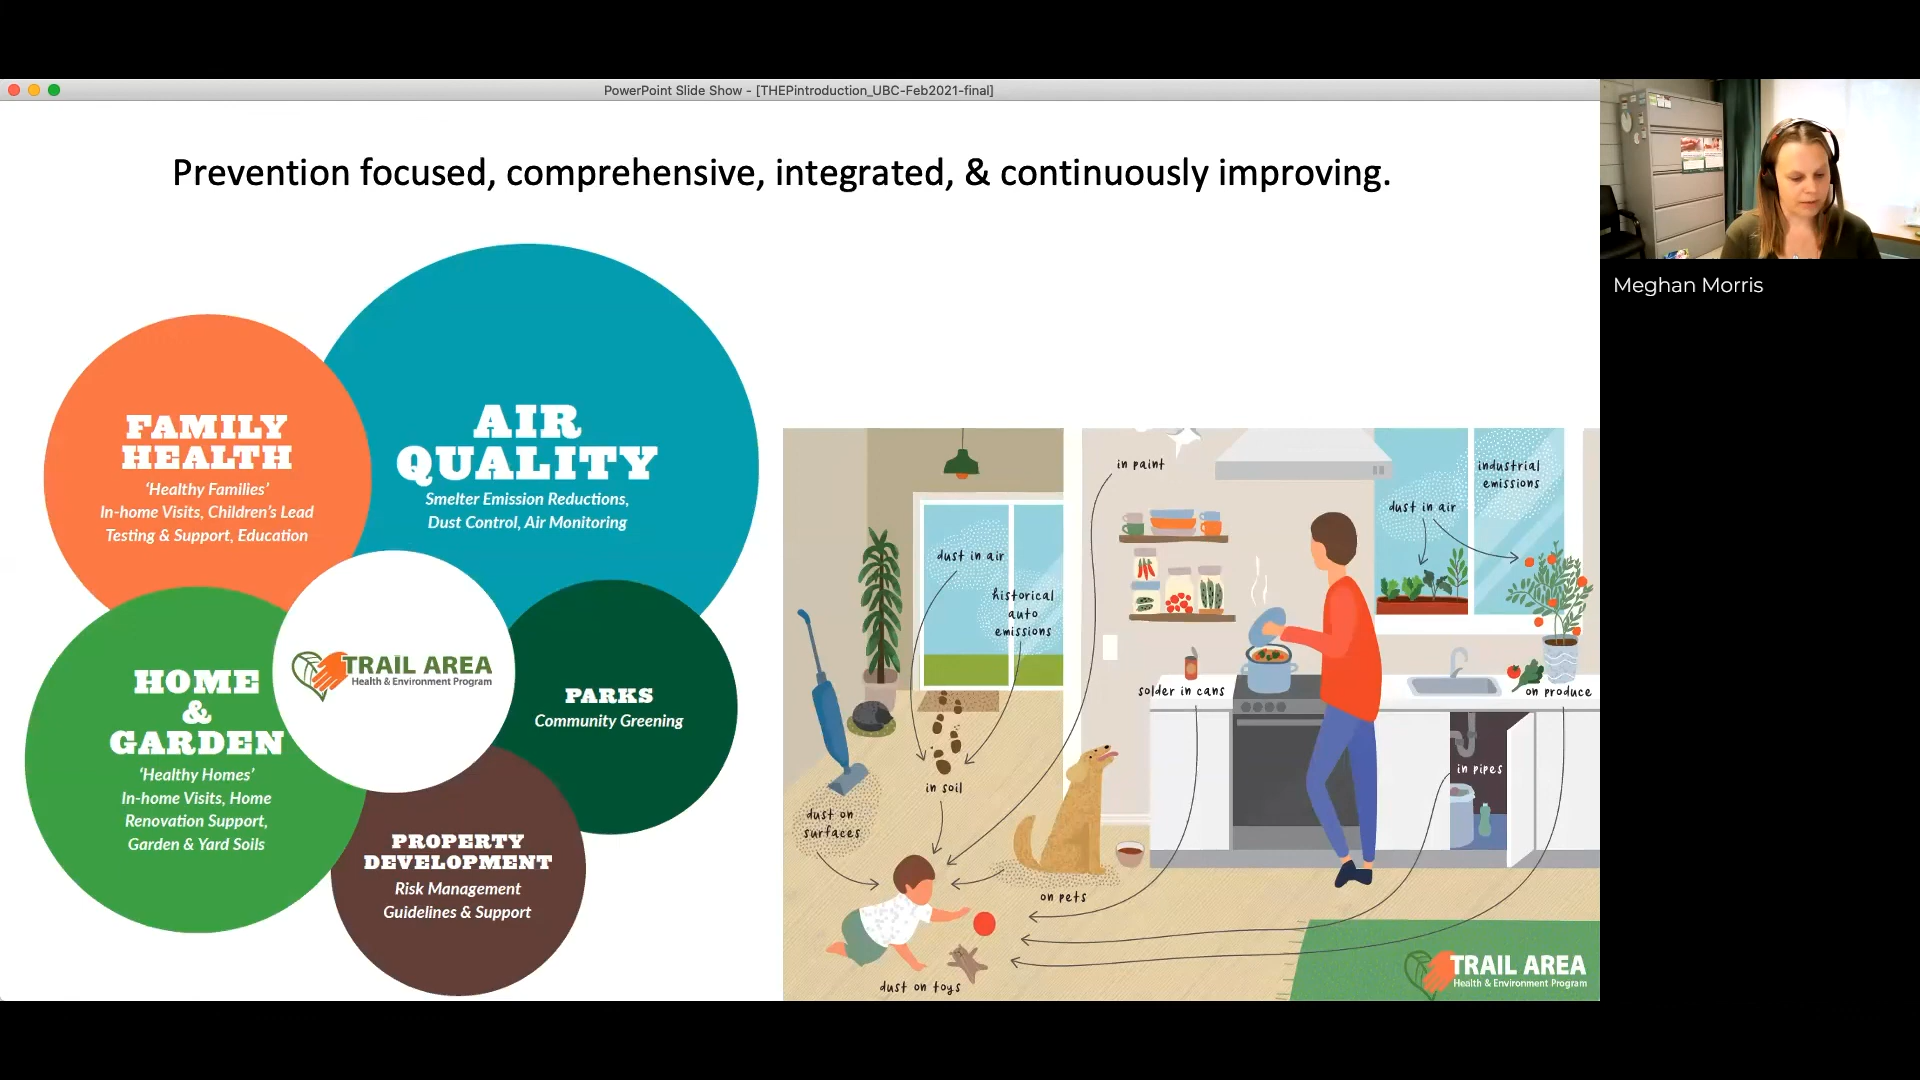 PowerPoint Slide Show - [THEPintroduction_UBC-Feb2021-final]
Prevention focused, comprehensive, integrated, & continuously improving.
Meghan Morris
FAMILY
HEALTH
‘Healthy Families’
In-home Visits, Children’s Lead
Testing & Support, Education
AIR
QUALITY
Smelter Emission Reductions,
Dust Control, Air Monitoring
HOME
&
GARDEN
‘Healthy Homes’
In-home Visits, Home
Renovation Support,
Garden & Yard Soils
TRAIL AREA
Health & Environment Program
PARKS
Community Greening
PROPERTY
DEVELOPMENT
Risk Management
Guidelines & Support
in paint
industrial
emissions
dust in air
dust in air
historical
auto
emissions
solder in cans
on produce
in pipes
in soil
dust on
surfaces
on pets
dust on toys
TRAIL AREA
Health & Environment Program